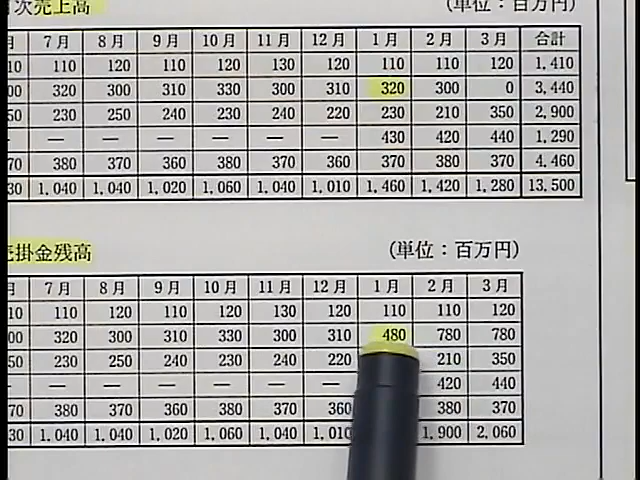 次売上高 (単位：百万円)
月 7月 8月 9月 10月 11月 12月 1月 2月 3月 合計
10 110 120 110 110 130 120 110 110 120 1,410
00 320 300 310 330 300 310 320 300 0 3,440
50 230 250 240 230 240 220 230 210 350 2,900
— — — — — — 430 420 440 1,290
70 380 370 360 380 370 360 370 380 370 4,460
30 1,040 1,040 1,020 1,060 1,040 1,010 1,460 1,420 1,280 13,500
売掛金残高 (単位：百万円)
月 7月 8月 9月 10月 11月 12月 1月 2月 3月
10 110 120 110 120 130 120 110 110 120
00 320 300 310 330 300 310 480 780 780
50 230 250 240 230 240 220 210 350
— — — — — — 420 440
70 380 370 360 380 370 360 380 370
30 1,040 1,040 1,020 1,060 1,040 1,010 1,900 2,060